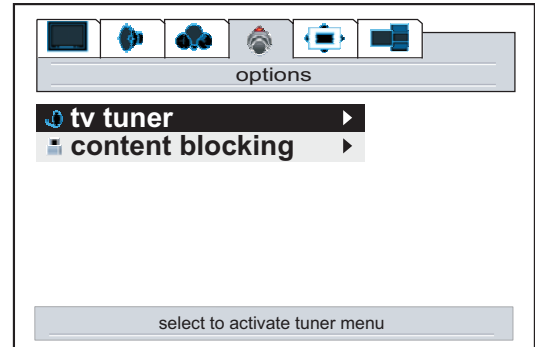 options
tv tuner
content blocking
select to activate tuner menu